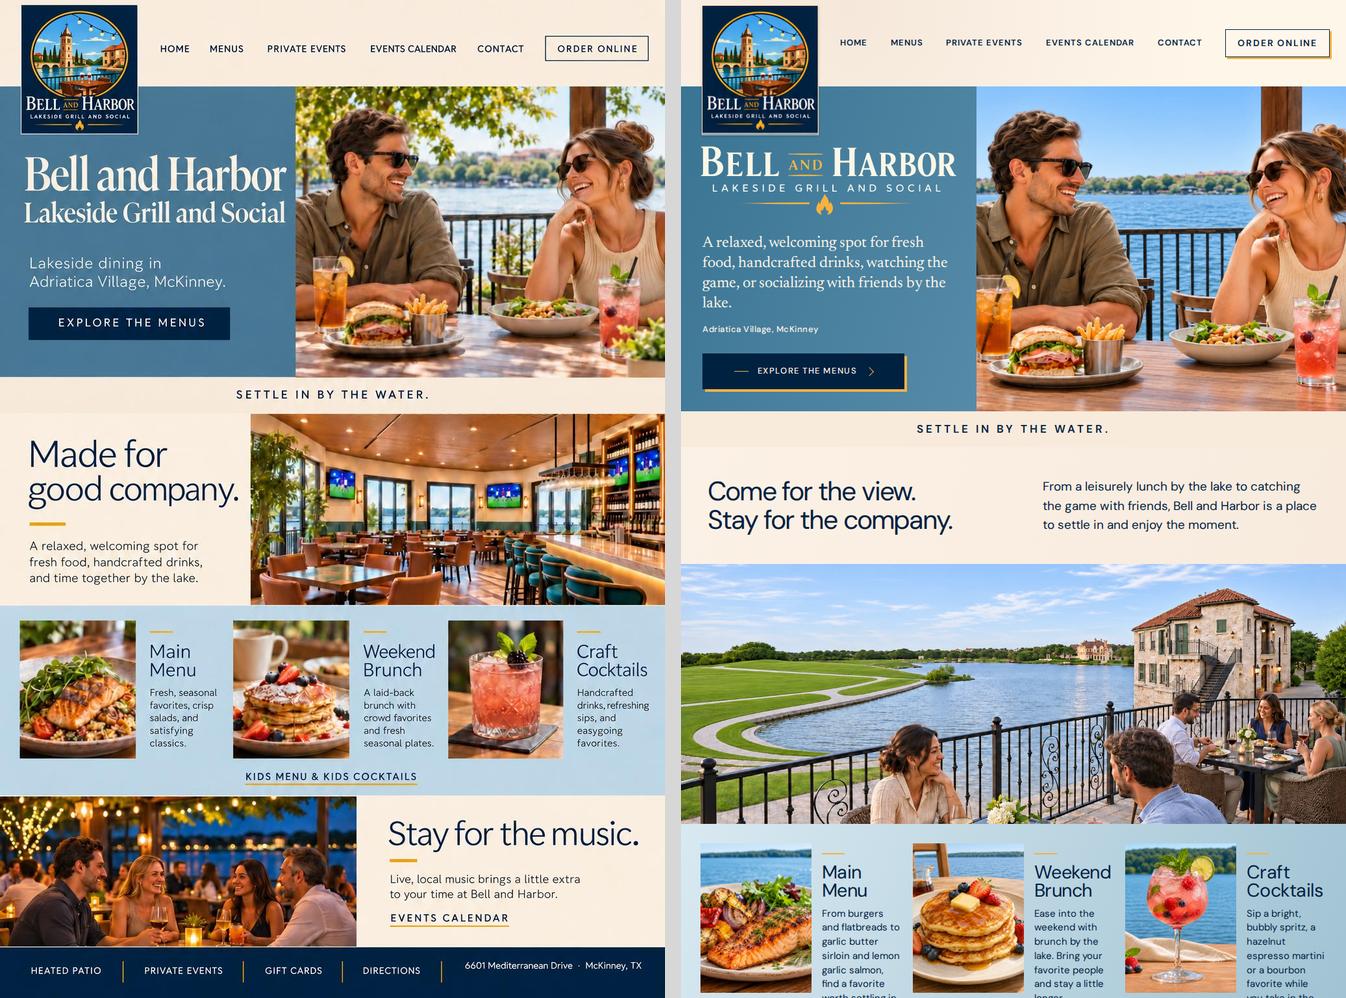 BELL AND HARBOR
LAKESIDE GRILL AND SOCIAL
HOME
MENUS
PRIVATE EVENTS
EVENTS CALENDAR
CONTACT
ORDER ONLINE
Bell and Harbor
Lakeside Grill and Social
Lakeside dining in
Adriatica Village, McKinney.
EXPLORE THE MENUS
SETTLE IN BY THE WATER.
Made for
good company.
A relaxed, welcoming spot for
fresh food, handcrafted drinks,
and time together by the lake.
Main
Menu
Fresh, seasonal
favorites, crisp
salads, and
satisfying
classics.
Weekend
Brunch
A laid-back
brunch with
crowd favorites
and fresh
seasonal plates.
Craft
Cocktails
Handcrafted
drinks, refreshing
sips, and
easygoing
favorites.
KIDS MENU & KIDS COCKTAILS
Stay for the music.
Live, local music brings a little extra
to your time at Bell and Harbor.
EVENTS CALENDAR
HEATED PATIO
PRIVATE EVENTS
GIFT CARDS
DIRECTIONS
6601 Mediterranean Drive · McKinney, TX
BELL AND HARBOR
LAKESIDE GRILL AND SOCIAL
HOME
MENUS
PRIVATE EVENTS
EVENTS CALENDAR
CONTACT
ORDER ONLINE
BELL AND HARBOR
LAKESIDE GRILL AND SOCIAL
A relaxed, welcoming spot for fresh
food, handcrafted drinks, watching the
game, or socializing with friends by the
lake.
Adriatica Village, McKinney
EXPLORE THE MENUS
SETTLE IN BY THE WATER.
Come for the view.
Stay for the company.
From a leisurely lunch by the lake to catching
the game with friends, Bell and Harbor is a place
to settle in and enjoy the moment.
Main
Menu
From burgers
and flatbreads to
garlic butter
sirloin and lemon
garlic salmon,
find a favorite
worth settling in
Weekend
Brunch
Ease into the
weekend with
brunch by the
lake. Bring your
favorite people
and stay a little
longer
Craft
Cocktails
Sip a bright,
bubbly spritz, a
hazelnut
espresso martini
or a bourbon
favorite while
you take in the